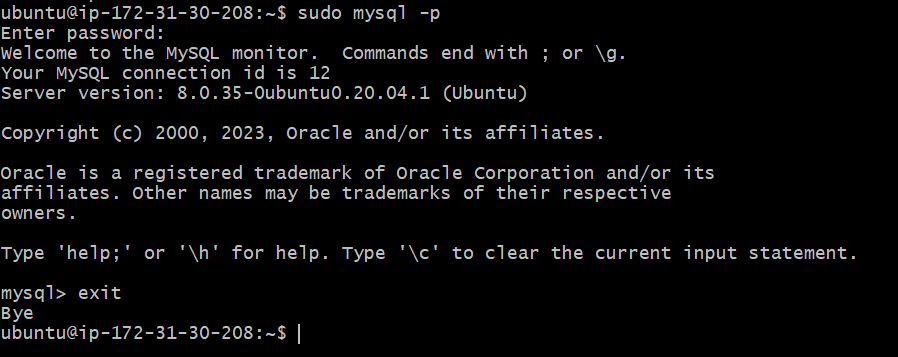 ubuntu@ip-172-31-30-208:~$ sudo mysql -p
Enter password:
Welcome to the MySQL monitor.  Commands end with ; or \g.
Your MySQL connection id is 12
Server version: 8.0.35-0ubuntu0.20.04.1 (Ubuntu)

Copyright (c) 2000, 2023, Oracle and/or its affiliates.

Oracle is a registered trademark of Oracle Corporation and/or its
affiliates. Other names may be trademarks of their respective
owners.

Type 'help;' or '\h' for help. Type '\c' to clear the current input statement.

mysql> exit
Bye
ubuntu@ip-172-31-30-208:~$